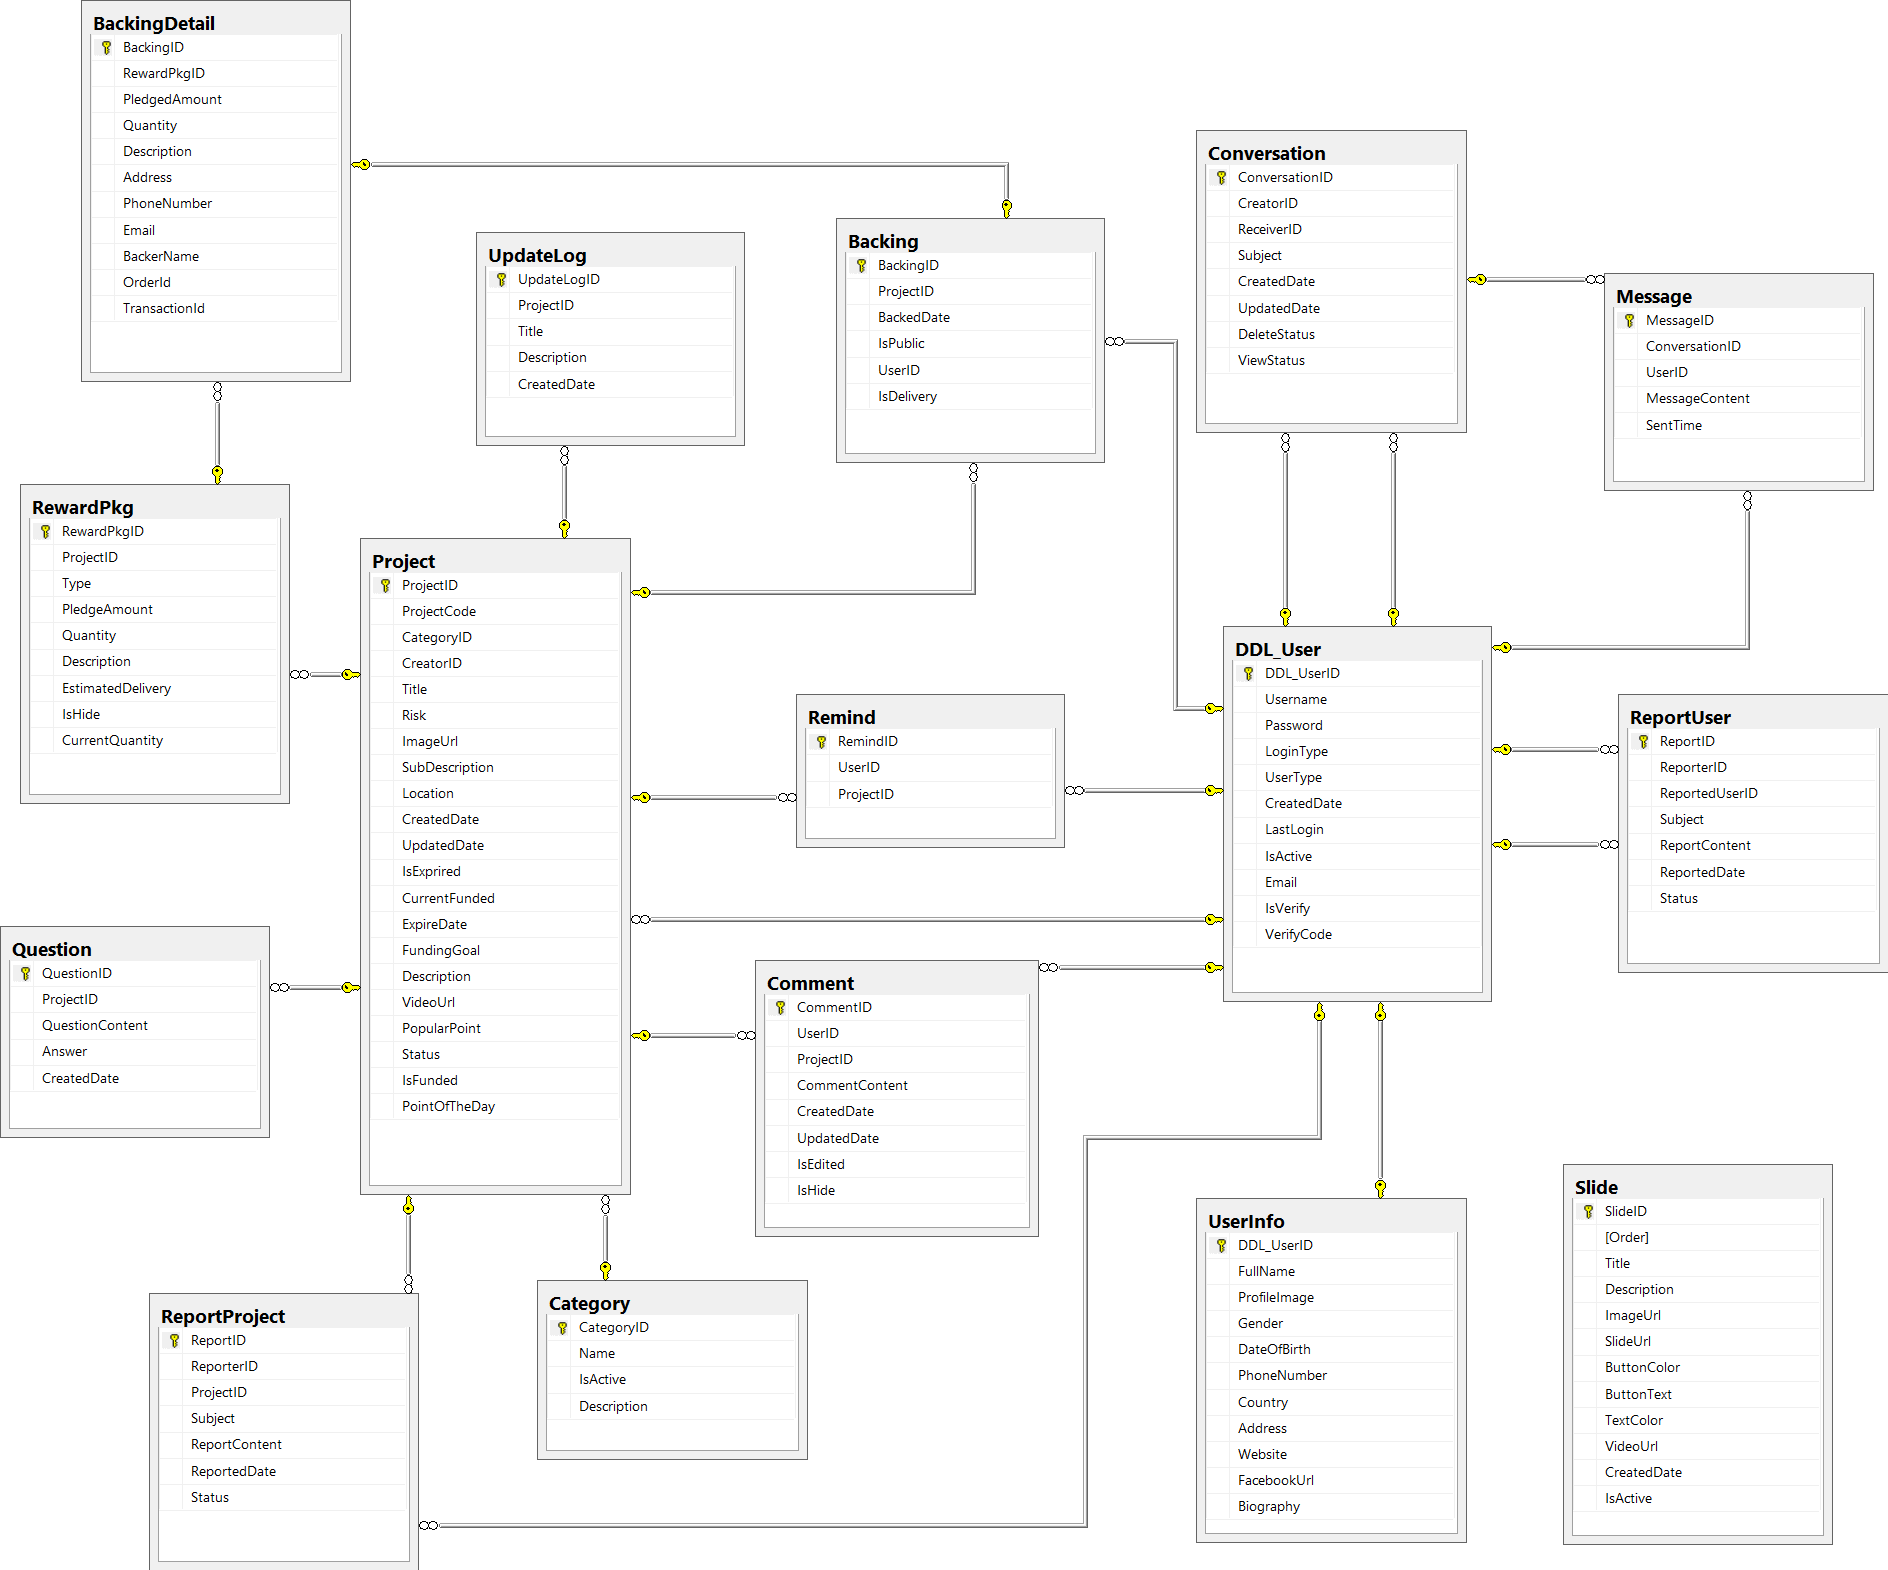 BackingDetail
BackingID
RewardPkgID
PledgedAmount
Quantity
Description
Address
PhoneNumber
Email
BackerName
OrderId
TransactionId
UpdateLog
UpdateLogID
ProjectID
Title
Description
CreatedDate
Backing
BackingID
ProjectID
BackedDate
IsPublic
UserID
IsDelivery
Conversation
ConversationID
CreatorID
ReceiverID
Subject
CreatedDate
UpdatedDate
DeleteStatus
ViewStatus
Message
MessageID
ConversationID
UserID
MessageContent
SentTime
RewardPkg
RewardPkgID
ProjectID
Type
PledgeAmount
Quantity
Description
EstimatedDelivery
IsHide
CurrentQuantity
Project
ProjectID
ProjectCode
CategoryID
CreatorID
Title
Risk
ImageUrl
SubDescription
Location
CreatedDate
UpdatedDate
IsExprired
CurrentFunded
ExpireDate
FundingGoal
Description
VideoUrl
PopularPoint
Status
IsFunded
PointOfTheDay
Remind
RemindID
UserID
ProjectID
DDL_User
DDL_UserID
Username
Password
LoginType
UserType
CreatedDate
LastLogin
IsActive
Email
IsVerify
VerifyCode
ReportUser
ReportID
ReporterID
ReportedUserID
Subject
ReportContent
ReportedDate
Status
Question
QuestionID
ProjectID
QuestionContent
Answer
CreatedDate
Comment
CommentID
UserID
ProjectID
CommentContent
CreatedDate
UpdatedDate
IsEdited
IsHide
ReportProject
ReportID
ReporterID
ProjectID
Subject
ReportContent
ReportedDate
Status
Category
CategoryID
Name
IsActive
Description
UserInfo
DDL_UserID
FullName
ProfileImage
Gender
DateOfBirth
PhoneNumber
Country
Address
Website
FacebookUrl
Biography
Slide
SlideID
[Order]
Title
Description
ImageUrl
SlideUrl
ButtonColor
ButtonText
TextColor
VideoUrl
CreatedDate
IsActive